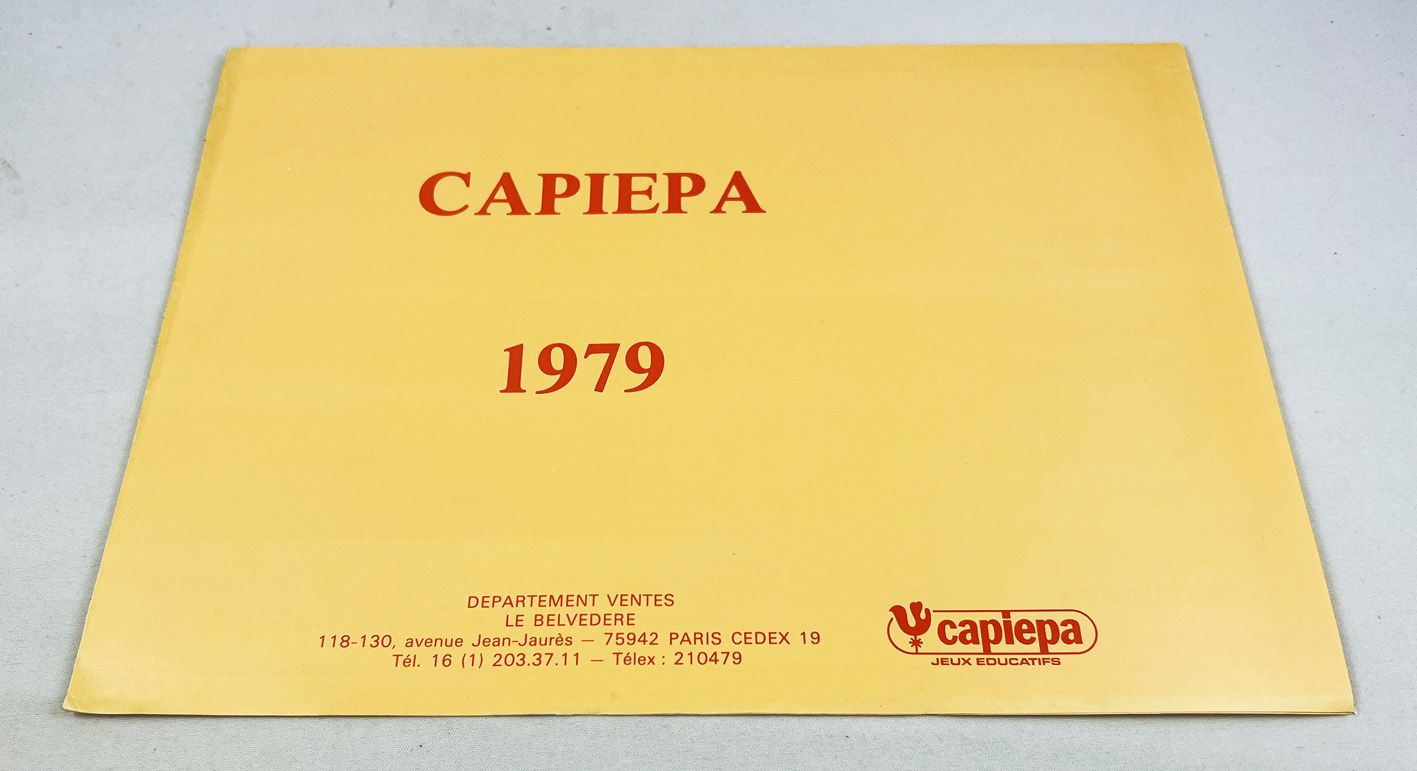 CAPIEPA
1979
DEPARTEMENT VENTES
LE BELVEDERE
118-130, avenue Jean-Jaurès — 75942 PARIS CEDEX 19
Tél. 16 (1) 203.37.11 — Télex : 210479
capiepa
JEUX EDUCATIFS